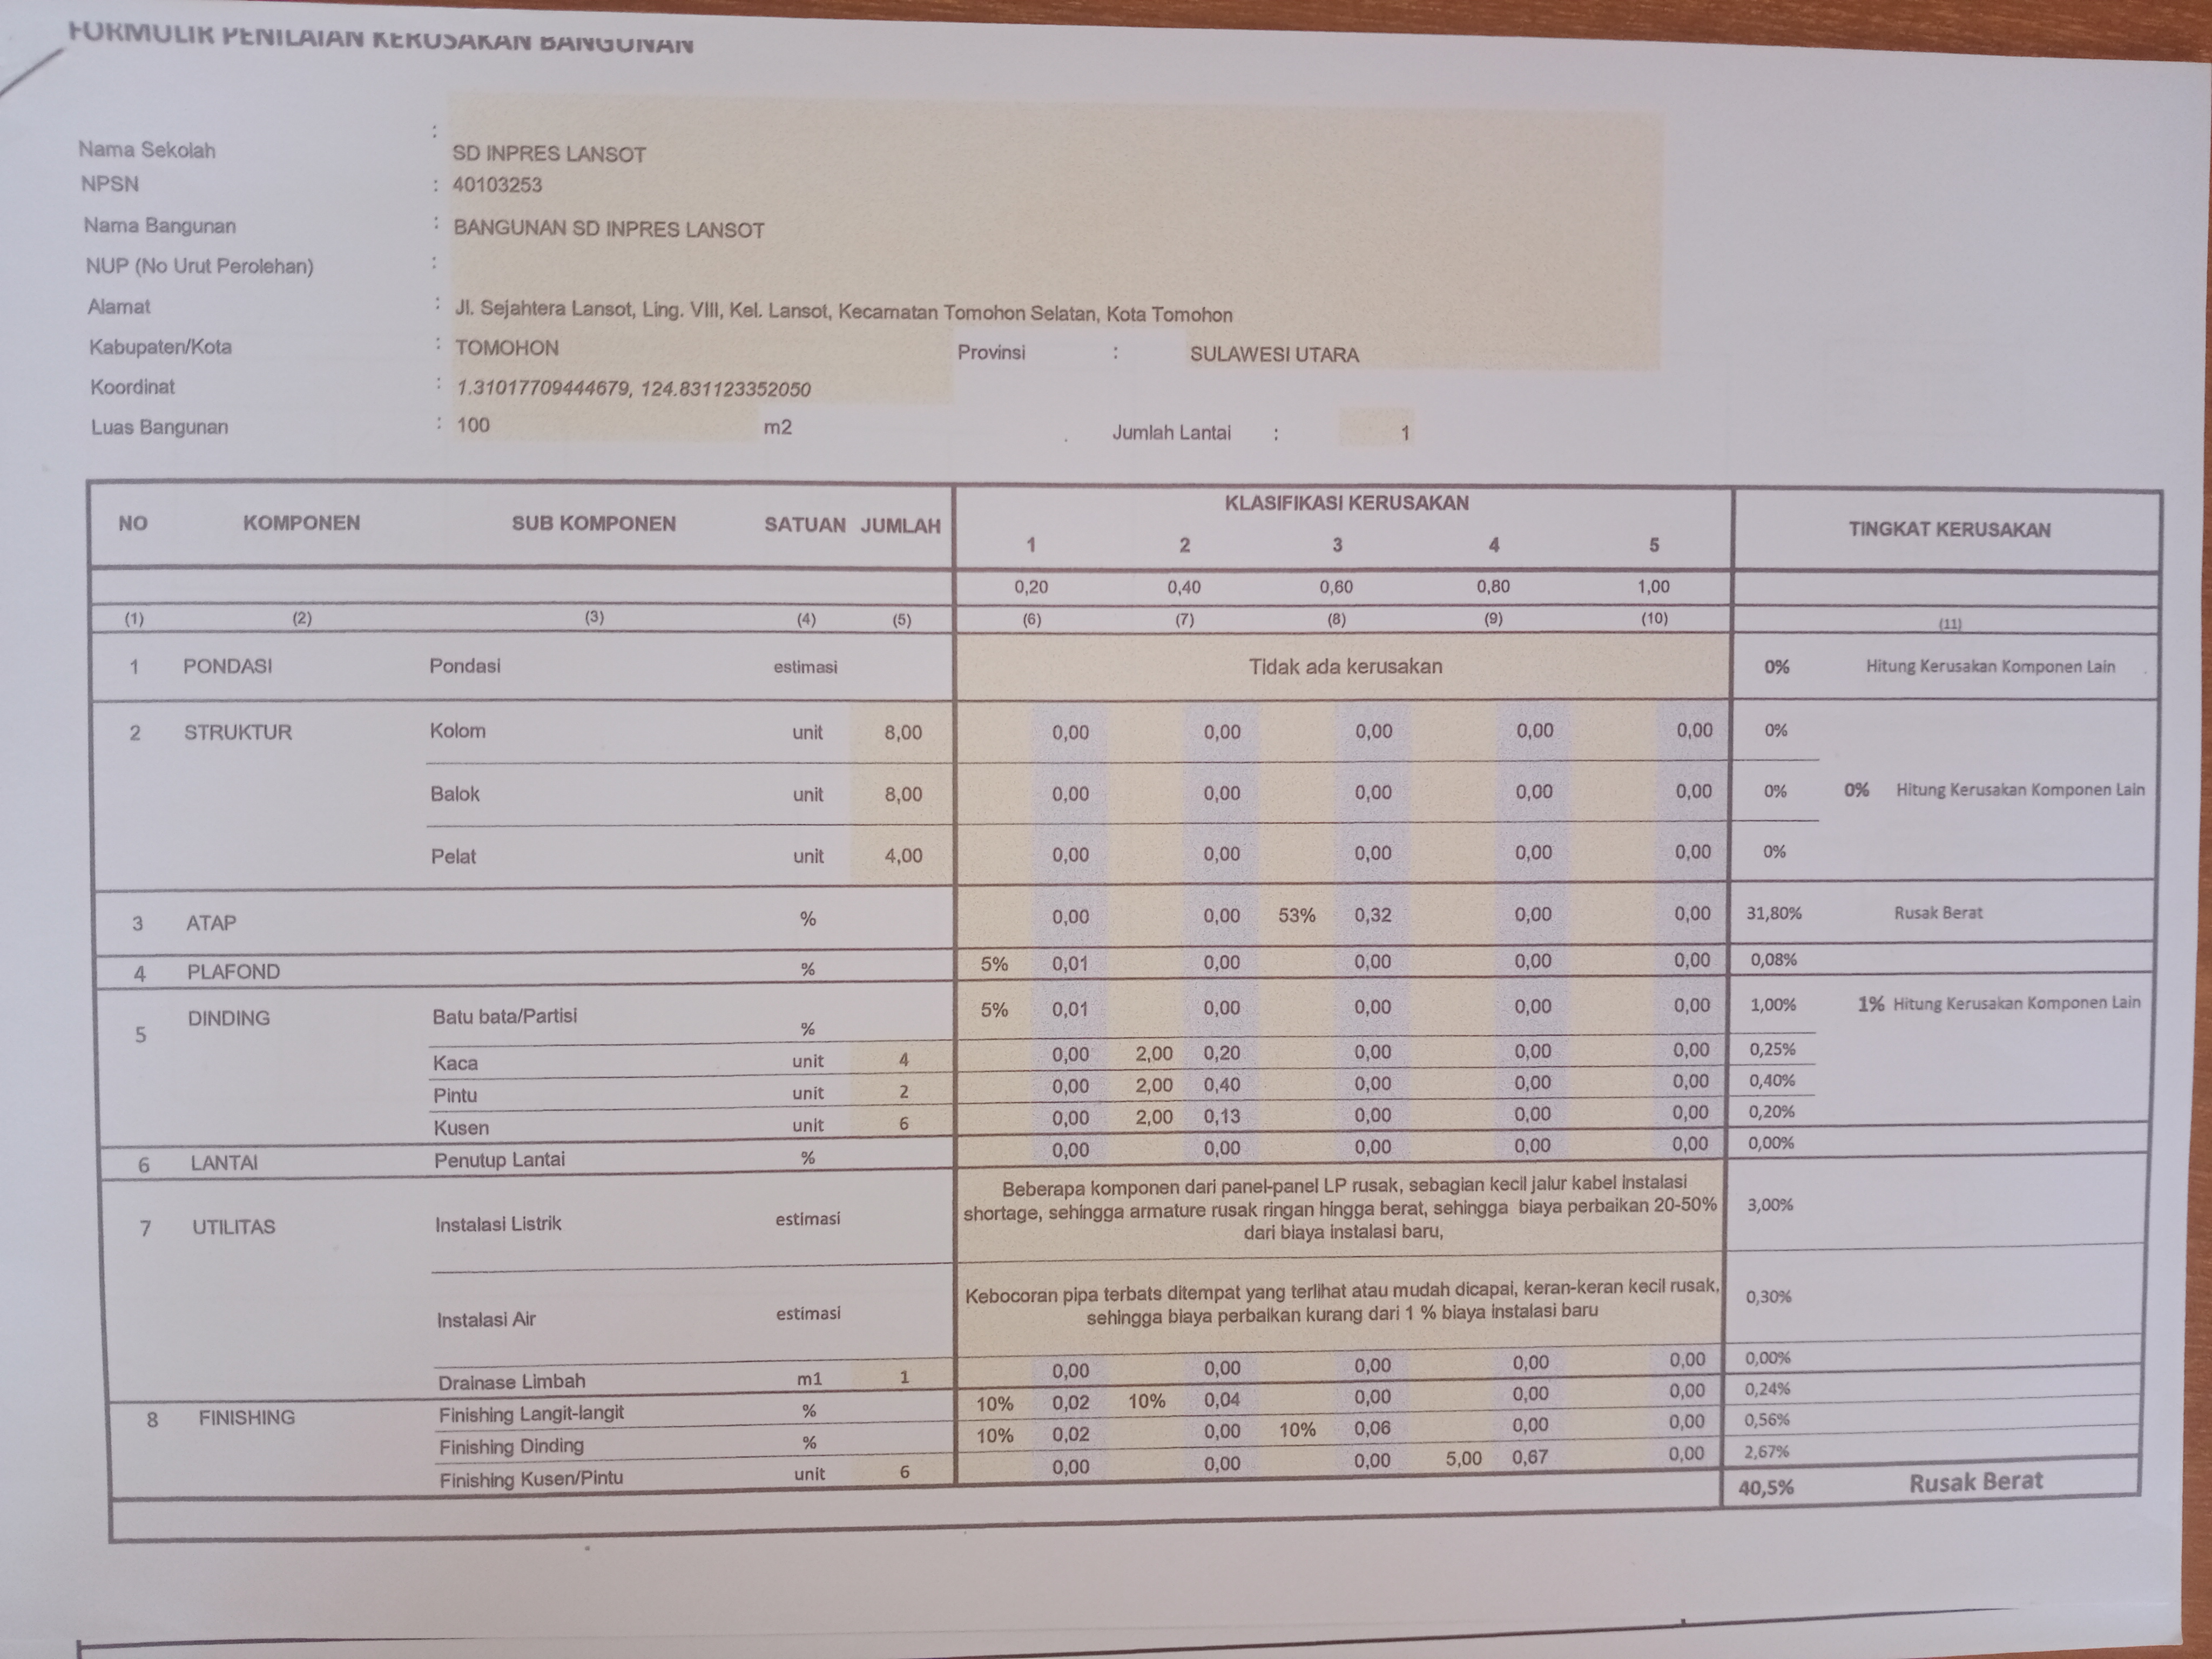 FORMULIR PENILAIAN KERUSAKAN BANGUNAN
Nama Sekolah : SD INPRES LANSOT
NPSN : 40103253
Nama Bangunan : BANGUNAN SD INPRES LANSOT
NUP (No Urut Perolehan) :
Alamat : Jl. Sejahtera Lansot, Ling. VIII, Kel. Lansot, Kecamatan Tomohon Selatan, Kota Tomohon
Kabupaten/Kota : TOMOHON Provinsi : SULAWESI UTARA
Koordinat : 1.31017709444679, 124.831123352050
Luas Bangunan : 100 m2 Jumlah Lantai : 1
KLASIFIKASI KERUSAKAN
NO KOMPONEN SUB KOMPONEN SATUAN JUMLAH 1 2 3 4 5 TINGKAT KERUSAKAN
0,20 0,40 0,60 0,80 1,00
(1) (2) (3) (4) (5) (6) (7) (8) (9) (10) (11)
1 PONDASI Pondasi estimasi Tidak ada kerusakan 0% Hitung Kerusakan Komponen Lain
2 STRUKTUR Kolom unit 8,00 0,00 0,00 0,00 0,00 0,00 0%
Balok unit 8,00 0,00 0,00 0,00 0,00 0,00 0% 0% Hitung Kerusakan Komponen Lain
Pelat unit 4,00 0,00 0,00 0,00 0,00 0,00 0%
3 ATAP % 0,00 0,00 53% 0,32 0,00 0,00 31,80% Rusak Berat
4 PLAFOND % 5% 0,01 0,00 0,00 0,00 0,00 0,08%
5 DINDING Batu bata/Partisi % 5% 0,01 0,00 0,00 0,00 0,00 1,00% 1% Hitung Kerusakan Komponen Lain
Kaca unit 4 0,00 2,00 0,20 0,00 0,00 0,00 0,25%
Pintu unit 2 0,00 2,00 0,40 0,00 0,00 0,00 0,40%
Kusen unit 6 0,00 2,00 0,13 0,00 0,00 0,00 0,20%
6 LANTAI Penutup Lantai % 0,00 0,00 0,00 0,00 0,00 0,00%
7 UTILITAS Instalasi Listrik estimasi Beberapa komponen dari panel-panel LP rusak, sebagian kecil jalur kabel instalasi
shortage, sehingga armature rusak ringan hingga berat, sehingga biaya perbaikan 20-50%
dari biaya instalasi baru, 3,00%
Instalasi Air estimasi Kebocoran pipa terbats ditempat yang terlihat atau mudah dicapai, keran-keran kecil rusak,
sehingga biaya perbaikan kurang dari 1 % biaya instalasi baru 0,30%
Drainase Limbah m1 1 0,00 0,00 0,00 0,00 0,00 0,00%
8 FINISHING Finishing Langit-langit % 10% 0,02 10% 0,04 0,00 0,00 0,00 0,24%
Finishing Dinding % 10% 0,02 0,00 10% 0,06 0,00 0,00 0,56%
Finishing Kusen/Pintu unit 6 0,00 0,00 0,00 5,00 0,67 0,00 2,67%
40,5% Rusak Berat